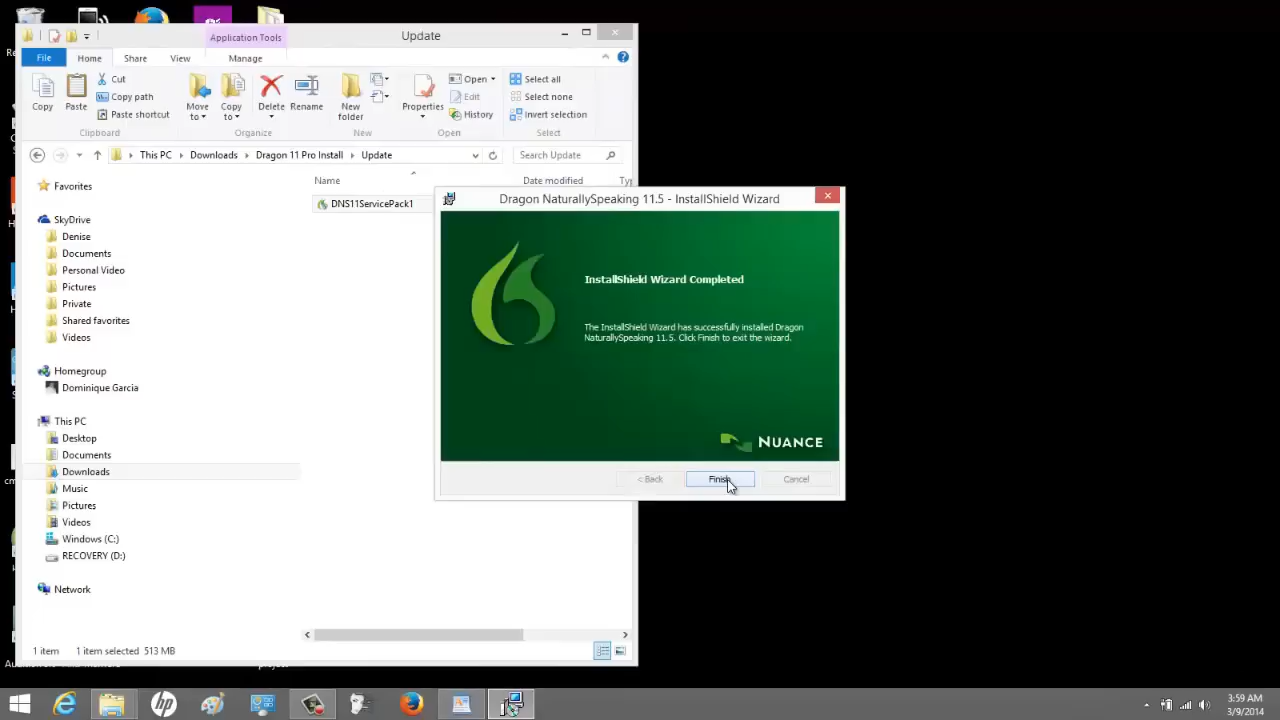 Application Tools
Update
File
Home
Share
View
Manage
Copy
Paste
Cut
Copy path
Paste shortcut
Clipboard
Move to
Copy to
Delete
Rename
Organize
New folder
New
Properties
Open
Edit
History
Open
Select all
Select none
Invert selection
Select
This PC
Downloads
Dragon 11 Pro Install
Update
Search Update
Name
Date modified
DNS11ServicePack1
Favorites
SkyDrive
Denise
Documents
Personal Video
Pictures
Private
Shared favorites
Videos
Homegroup
Dominique Garcia
This PC
Desktop
Documents
Downloads
Music
Pictures
Videos
Windows (C:)
RECOVERY (D:)
Network
1 item
1 item selected 513 MB
Dragon NaturallySpeaking 11.5 - InstallShield Wizard
InstallShield Wizard Completed
The InstallShield Wizard has successfully installed Dragon
NaturallySpeaking 11.5. Click Finish to exit the wizard.
NUANCE
< Back
Finish
Cancel
hp
3:59 AM
3/9/2014